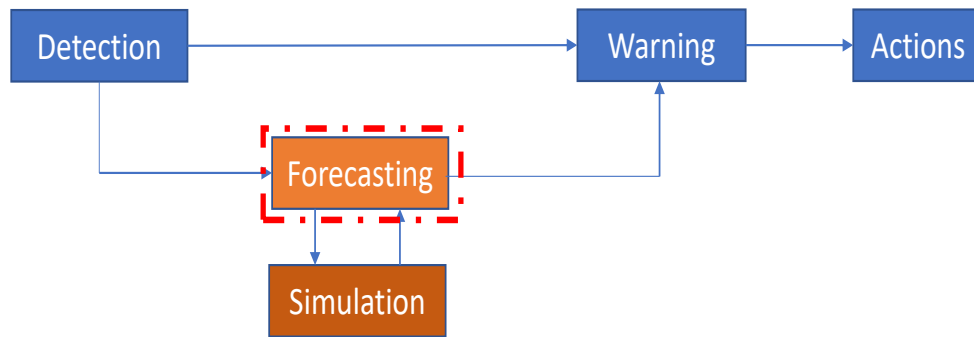 Detection
Warning
Actions
Forecasting
Simulation